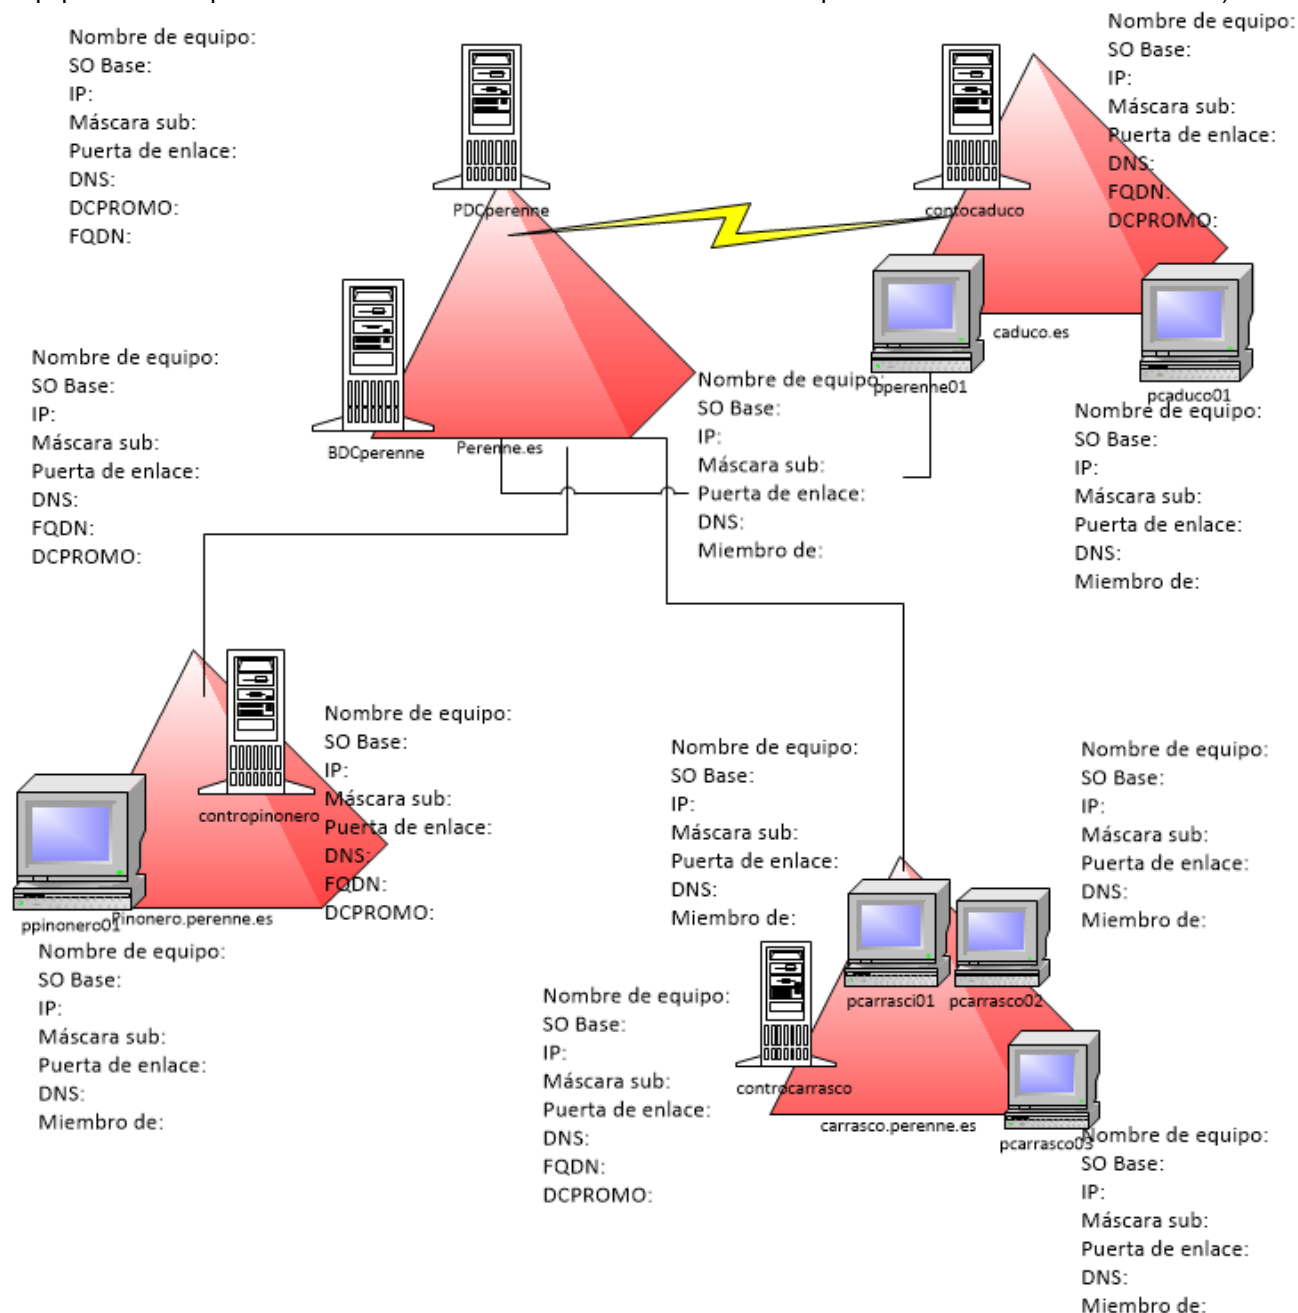 Nombre de equipo:
SO Base:
IP:
Máscara sub:
Puerta de enlace:
DNS:
DCPROMO:
FQDN:
PDCperenne
contocaduco
Nombre de equipo:
SO Base:
IP:
Máscara sub:
Puerta de enlace:
DNS:
FQDN:
DCPROMO:
caduco.es
pperenne01
pcaduco01
Nombre de equipo:
SO Base:
IP:
Máscara sub:
Puerta de enlace:
DNS:
FQDN:
DCPROMO:
BDCperenne
Perenne.es
Nombre de equipo:
SO Base:
IP:
Máscara sub:
Puerta de enlace:
DNS:
Miembro de:
Nombre de equipo:
SO Base:
IP:
Máscara sub:
Puerta de enlace:
DNS:
Miembro de:
contropinonero
Nombre de equipo:
SO Base:
IP:
Máscara sub:
Puerta de enlace:
DNS:
FQDN:
DCPROMO:
ppinonero01
Pinonero.perenne.es
Nombre de equipo:
SO Base:
IP:
Máscara sub:
Puerta de enlace:
DNS:
Miembro de:
Nombre de equipo:
SO Base:
IP:
Máscara sub:
Puerta de enlace:
DNS:
Miembro de:
Nombre de equipo:
SO Base:
IP:
Máscara sub:
Puerta de enlace:
DNS:
Miembro de:
pcarrasci01
pcarrasco02
Nombre de equipo:
SO Base:
IP:
Máscara sub:
Puerta de enlace:
DNS:
FQDN:
DCPROMO:
controcarrasco
carrasco.perenne.es
pcarrasco03
Nombre de equipo:
SO Base:
IP:
Máscara sub:
Puerta de enlace:
DNS:
Miembro de: